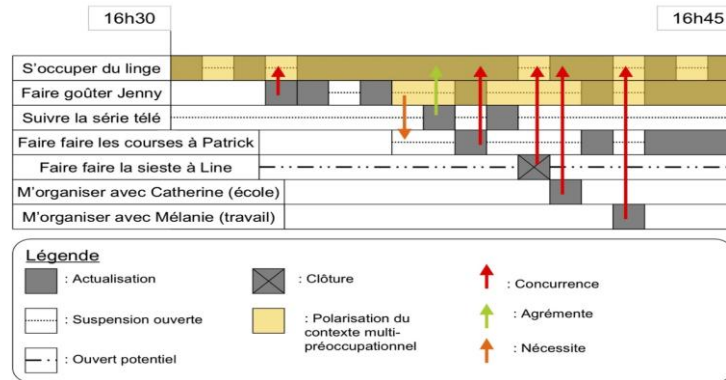 16h30
16h45
S'occuper du linge
Faire goûter Jenny
Suivre la série télé
Faire faire les courses à Patrick
Faire faire la sieste à Line
M'organiser avec Catherine (école)
M'organiser avec Mélanie (travail)
Légende
: Actualisation
: Clôture
: Concurrence
: Suspension ouverte
: Polarisation du
contexte multi-
préoccupationnel
: Agrémente
: Nécessite
: Ouvert potentiel